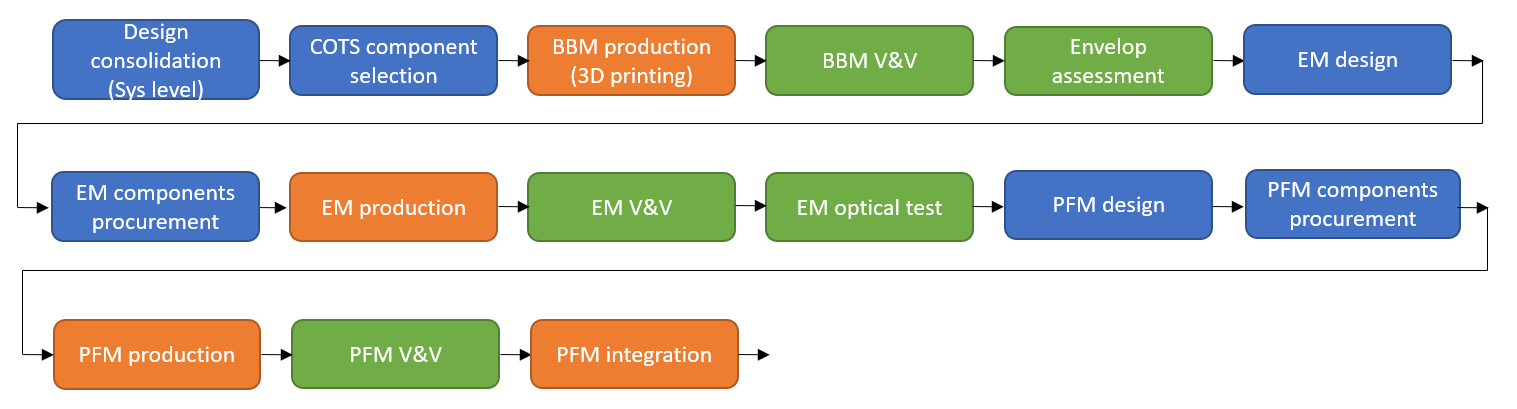 Design
consolidation
(Sys level)
COTS component
selection
BBM production
(3D printing)
BBM V&V
Envelop
assessment
EM design
EM components
procurement
EM production
EM V&V
EM optical test
PFM design
PFM components
procurement
PFM production
PFM V&V
PFM integration